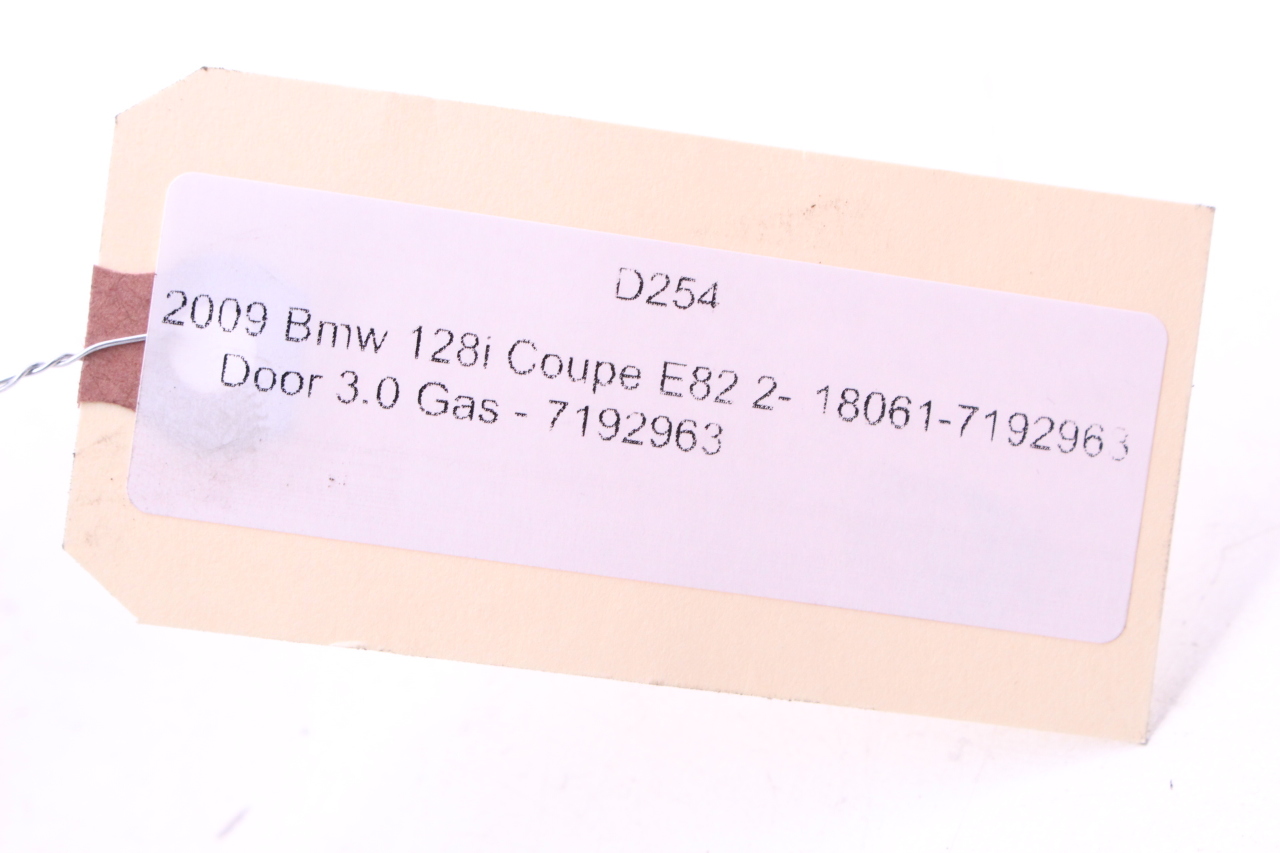 D254
2009 Bmw 128i Coupe E82 2- 18061-7192963
Door 3.0 Gas - 7192963